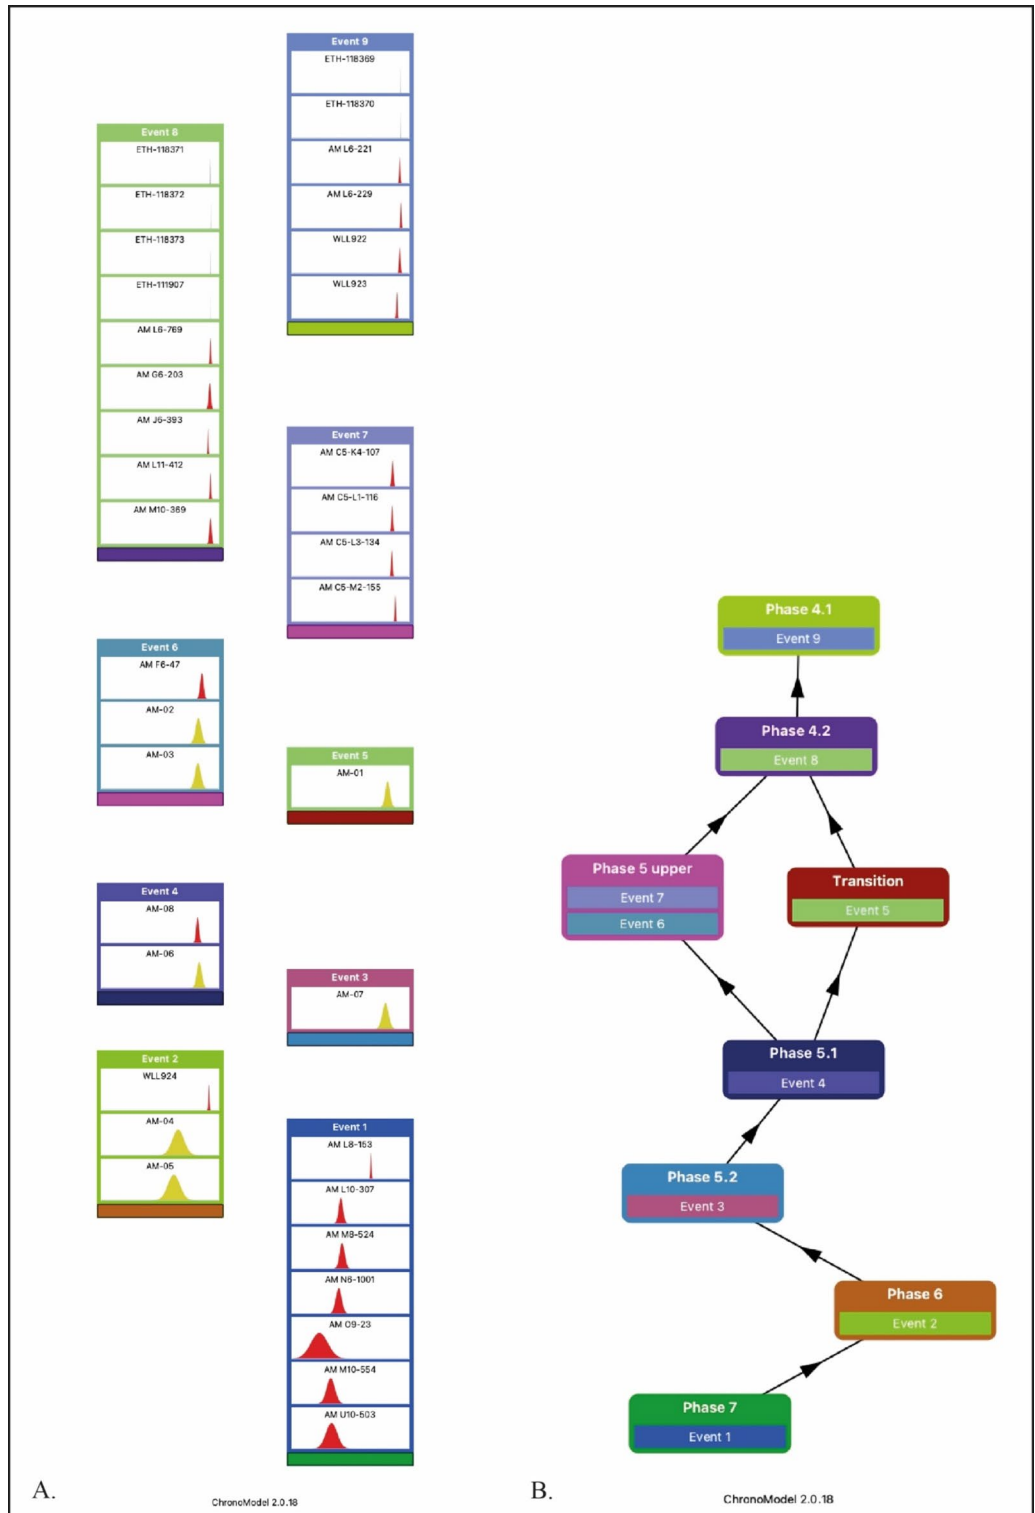 Event 9
ETH-118369
ETH-118370
AM L6-221
AM L6-229
WLL922
WLL923
Event 8
ETH-118371
ETH-118372
ETH-118373
ETH-111907
AM L6-769
AM G6-203
AM J6-393
AM L11-412
AM M10-369
Event 7
AM C5-K4-107
AM C5-L1-116
AM C5-L3-134
AM C5-M2-155
Event 6
AM F6-47
AM-02
AM-03
Event 5
AM-01
Event 4
AM-08
AM-06
Event 3
AM-07
Event 2
WLL924
AM-04
AM-05
Event 1
AM L8-153
AM L10-307
AM M8-524
AM N6-1001
AM O9-23
AM M10-554
AM U10-503
A.
ChronoModel 2.0.18
Phase 4.1
Event 9
Phase 4.2
Event 8
Phase 5 upper
Event 7
Event 6
Transition
Event 5
Phase 5.1
Event 4
Phase 5.2
Event 3
Phase 6
Event 2
Phase 7
Event 1
B.
ChronoModel 2.0.18